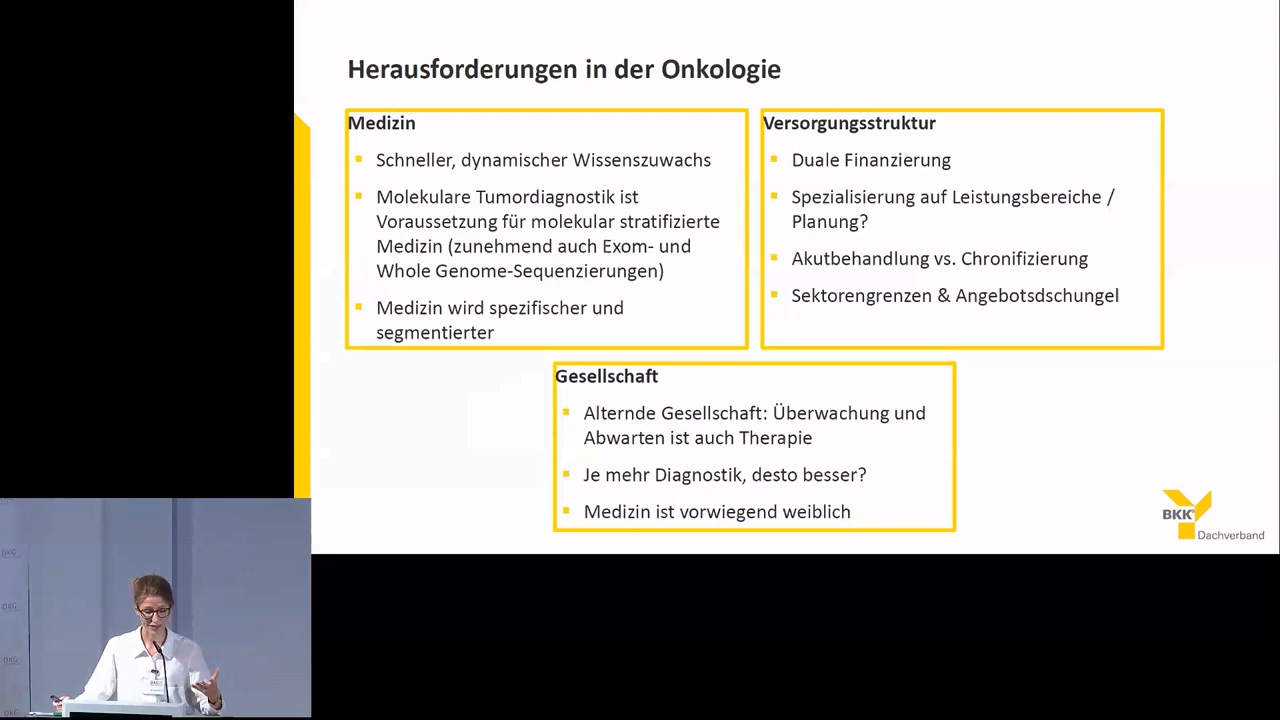 Herausforderungen in der Onkologie
Medizin
Schneller, dynamischer Wissenszuwachs
Molekulare Tumordiagnostik ist
Voraussetzung für molekular stratifizierte
Medizin (zunehmend auch Exom- und
Whole Genome-Sequenzierungen)
Medizin wird spezifischer und
segmentierter
Versorgungsstruktur
Duale Finanzierung
Spezialisierung auf Leistungsbereiche /
Planung?
Akutbehandlung vs. Chronifizierung
Sektorengrenzen & Angebotsdschungel
Gesellschaft
Alternde Gesellschaft: Überwachung und
Abwarten ist auch Therapie
Je mehr Diagnostik, desto besser?
Medizin ist vorwiegend weiblich
BKK
Dachverband
DKG
DKG
DKG